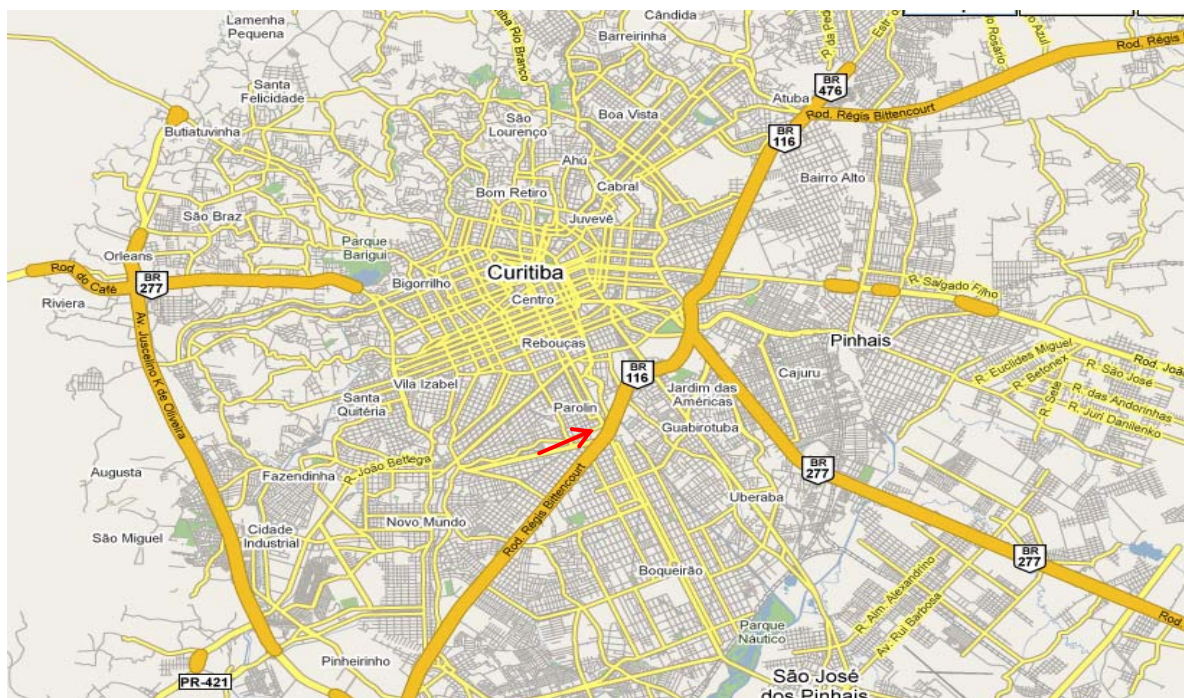 Lamenha
Pequena
Cândida
Barreirinha
Santa
Felicidade
Butiatuvinha
São
Lourenço
Boa Vista
Atuba
BR
476
Rod. Régis Bittencourt
BR
116
Ahú
Cabral
Bom Retiro
Juvevê
Bairro Alto
São Braz
Orleans
Parque
Barigui
Bigorrilho
Curitiba
Centro
Rod. do Café
BR
277
Riviera
R. Salgado Filho
Rebouças
Pinhais
Av. Juscelino K de Oliveira
Vila Izabel
BR
116
Jardim das
Américas
Cajuru
R. Euclides Miguel
R. Betonex
R. São José
R. das Andorinhas
R. Juri Danilenko
R. Sete
Santa
Quitéria
Parolin
Guabirotuba
Augusta
Fazendinha
R. João Bettega
BR
277
Uberaba
São Miguel
Cidade
Industrial
Novo Mundo
Rod. Régis Bittencourt
Boqueirão
BR
277
Rod.
R. Alm. Alexandrino
Av. Rui Barbosa
Parque
Náutico
Pinheirinho
PR-421
São José
dos Pinhais